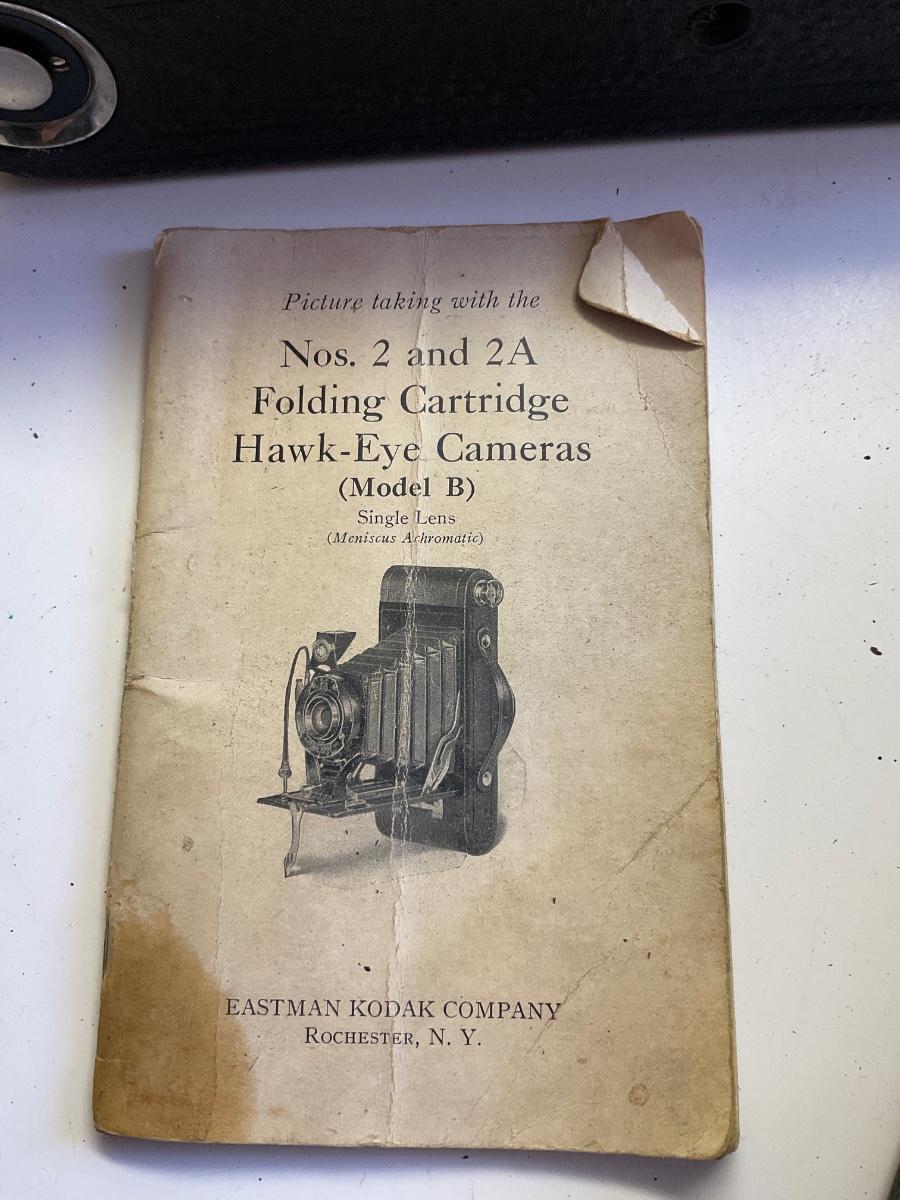 Picture taking with the
Nos. 2 and 2A
Folding Cartridge
Hawk-Eye Cameras
(Model B)
Single Lens
(Meniscus Achromatic)
EASTMAN KODAK COMPANY
ROCHESTER, N. Y.